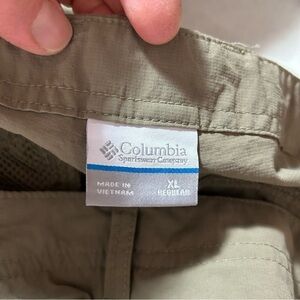 Columbia
Sportswear Company
MADE IN
VIETNAM
XL
REGULAR